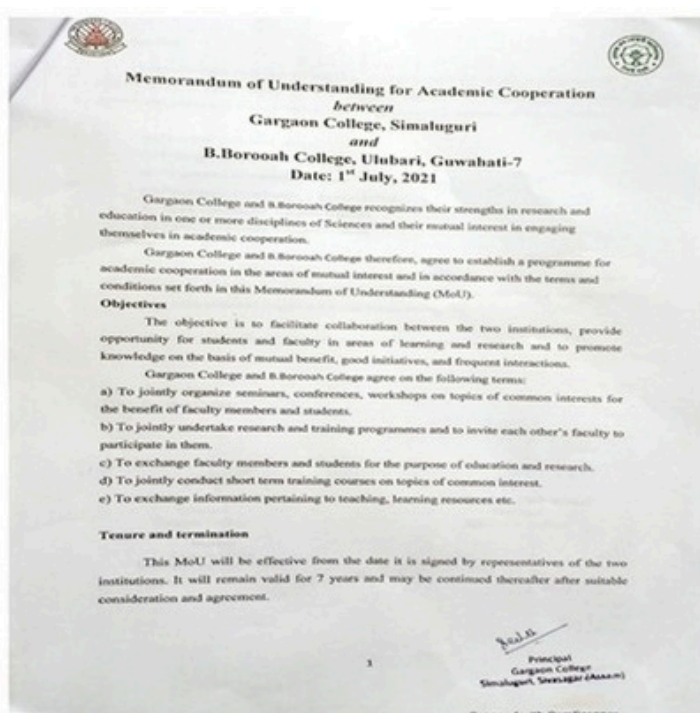 Memorandum of Understanding for Academic Cooperation
between
Gargaon College, Simaluguri
and
B.Borooah College, Ulubari, Guwahati-7
Date: 1st July, 2021
Gargaon College and B.Borooah College recognizes their strengths in research and
education in one or more disciplines of Sciences and their mutual interest in engaging
themselves in academic cooperation.
Gargaon College and B.Borooah College therefore, agree to establish a programme for
academic cooperation in the areas of mutual interest and in accordance with the terms and
conditions set forth in this Memorandum of Understanding (MoU).
Objectives
The objective is to facilitate collaboration between the two institutions, provide
opportunity for students and faculty in areas of learning and research and to promote
knowledge on the basis of mutual benefit, good initiatives, and frequent interactions.
Gargaon College and B.Borooah College agree on the following terms:
a) To jointly organize seminars, conferences, workshops on topics of common interests for
the benefit of faculty members and students.
b) To jointly undertake research and training programmes and to invite each other's faculty to
participate in them.
c) To exchange faculty members and students for the purpose of education and research.
d) To jointly conduct short term training courses on topics of common interest.
e) To exchange information pertaining to teaching, learning resources etc.
Tenure and termination
This MoU will be effective from the date it is signed by representatives of the two
institutions. It will remain valid for 7 years and may be continued thereafter after suitable
consideration and agreement.
1
Principal
Gargaon College
Simaluguri, Sivasagar (Assam)